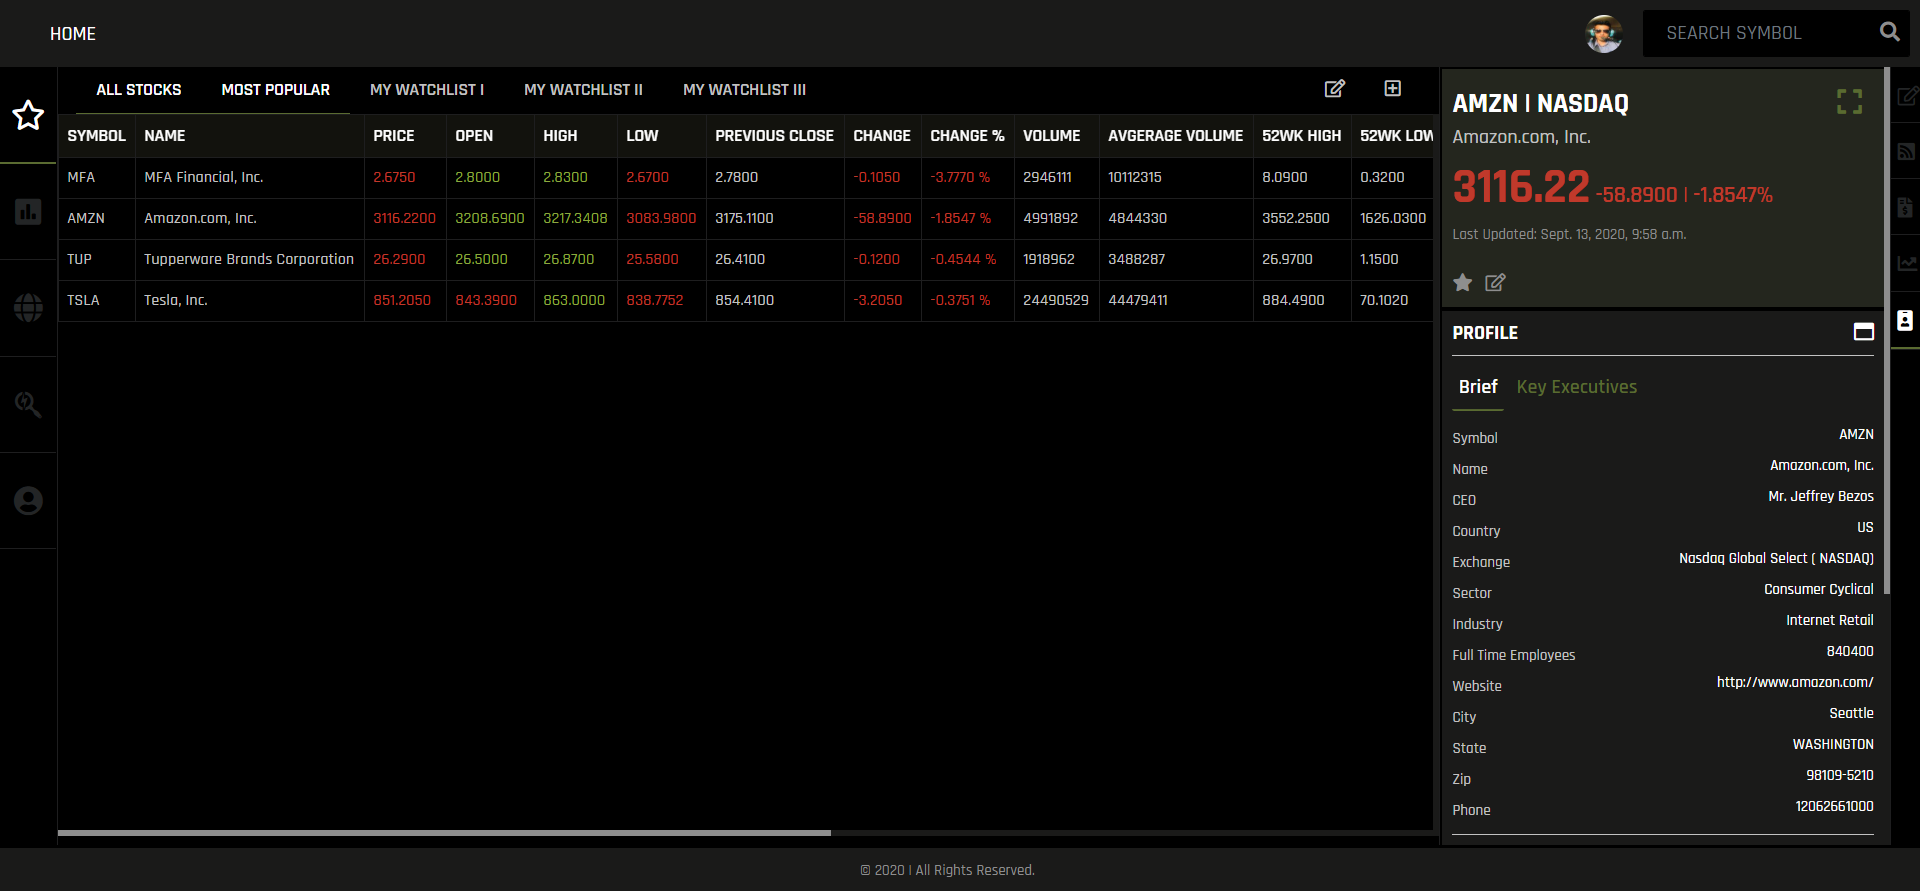 HOME
SEARCH SYMBOL
ALL STOCKS MOST POPULAR MY WATCHLIST I MY WATCHLIST II MY WATCHLIST III
SYMBOL NAME PRICE OPEN HIGH LOW PREVIOUS CLOSE CHANGE CHANGE % VOLUME AVGERAGE VOLUME 52WK HIGH 52WK LOW
MFA MFA Financial, Inc. 2.6750 2.8000 2.8300 2.6700 2.7800 -0.1050 -3.7770 % 2946111 10112315 8.0900 0.3200
AMZN Amazon.com, Inc. 3116.2200 3208.6900 3217.3408 3083.9800 3175.1100 -58.8900 -1.8547 % 4991892 4844330 3552.2500 1626.0300
TUP Tupperware Brands Corporation 26.2900 26.5000 26.8700 25.5800 26.4100 -0.1200 -0.4544 % 1918962 3488287 26.9700 1.1500
TSLA Tesla, Inc. 851.2050 843.3900 863.0000 838.7752 854.4100 -3.2050 -0.3751 % 24490529 44479411 884.4900 70.1020
AMZN | NASDAQ
Amazon.com, Inc.
3116.22 -58.8900 | -1.8547%
Last Updated: Sept. 13, 2020, 9:58 a.m.
PROFILE
Brief Key Executives
Symbol AMZN
Name Amazon.com, Inc.
CEO Mr. Jeffrey Bezos
Country US
Exchange Nasdaq Global Select ( NASDAQ)
Sector Consumer Cyclical
Industry Internet Retail
Full Time Employees 840400
Website http://www.amazon.com/
City Seattle
State WASHINGTON
Zip 98109-5210
Phone 12062661000
© 2020 | All Rights Reserved.